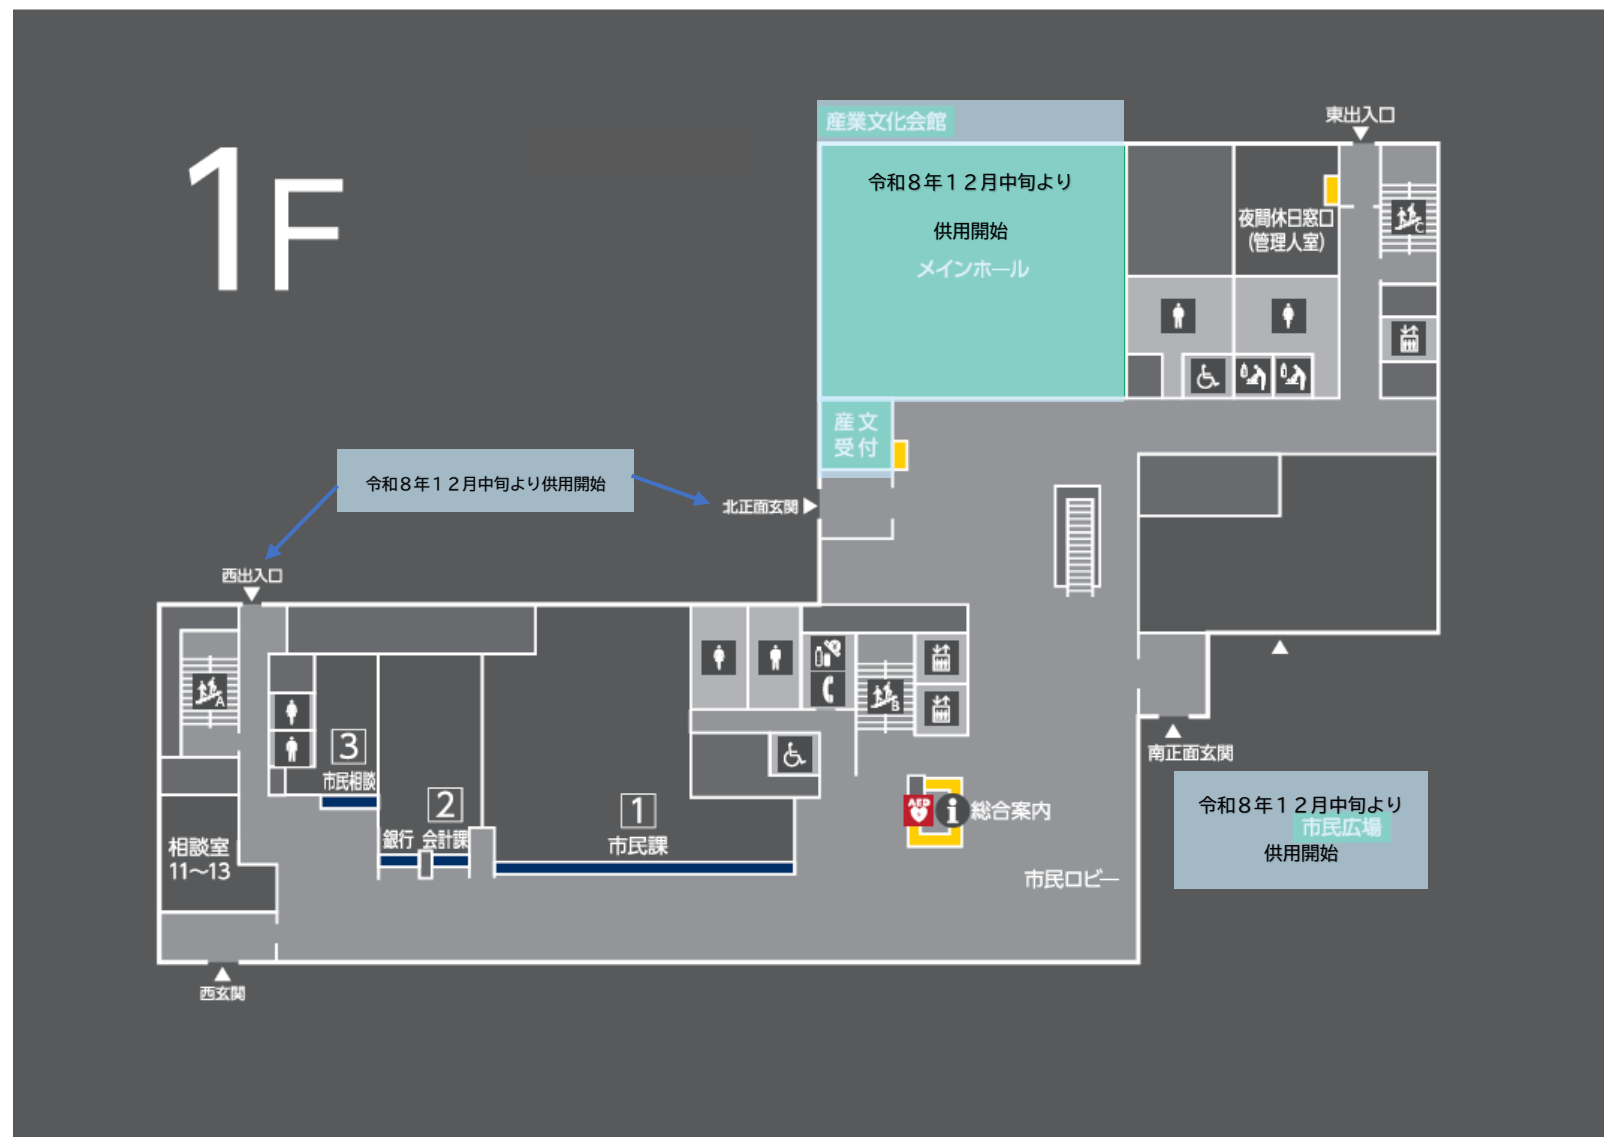 1F
産業文化会館
令和８年１２月中旬より
供用開始
メインホール
東出入口
夜間休日窓口
(管理人室)
C
産文
受付
令和８年１２月中旬より供用開始
北正面玄関
西出入口
A
3
市民相談
2
銀行 会計課
1
市民課
B
相談室
11～13
AED
i
総合案内
市民ロビー
南正面玄関
令和８年１２月中旬より
市民広場
供用開始
西玄関